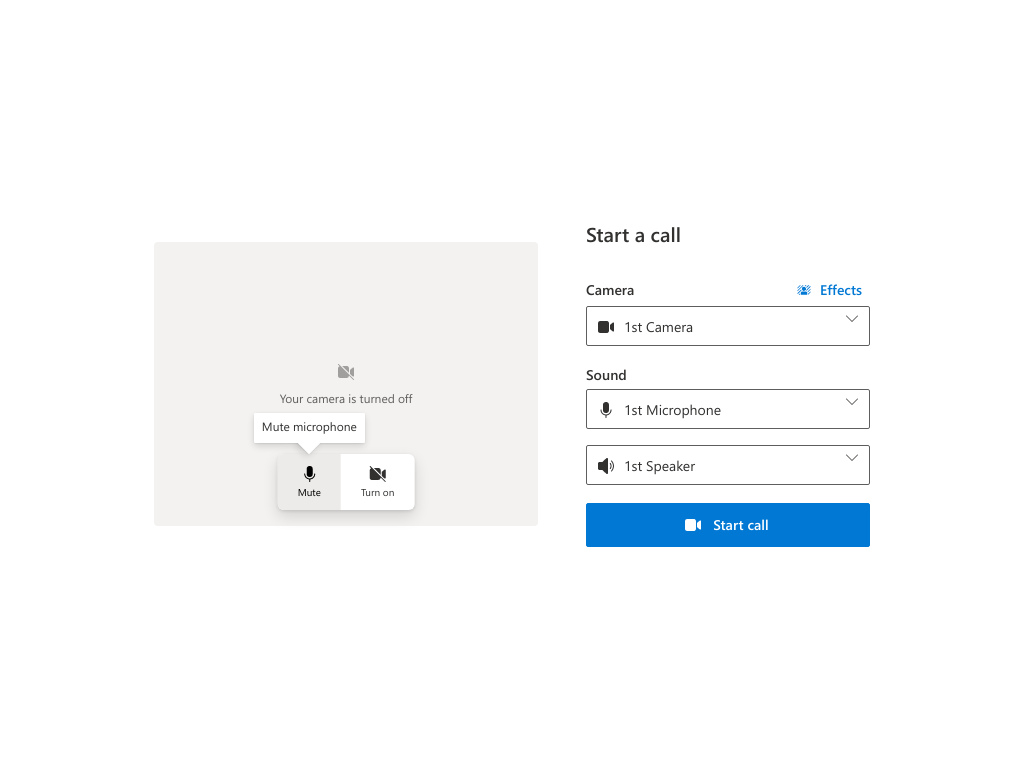 Start a call
Camera
Effects
1st Camera
Your camera is turned off
Sound
1st Microphone
Mute microphone
1st Speaker
Mute
Turn on
Start call